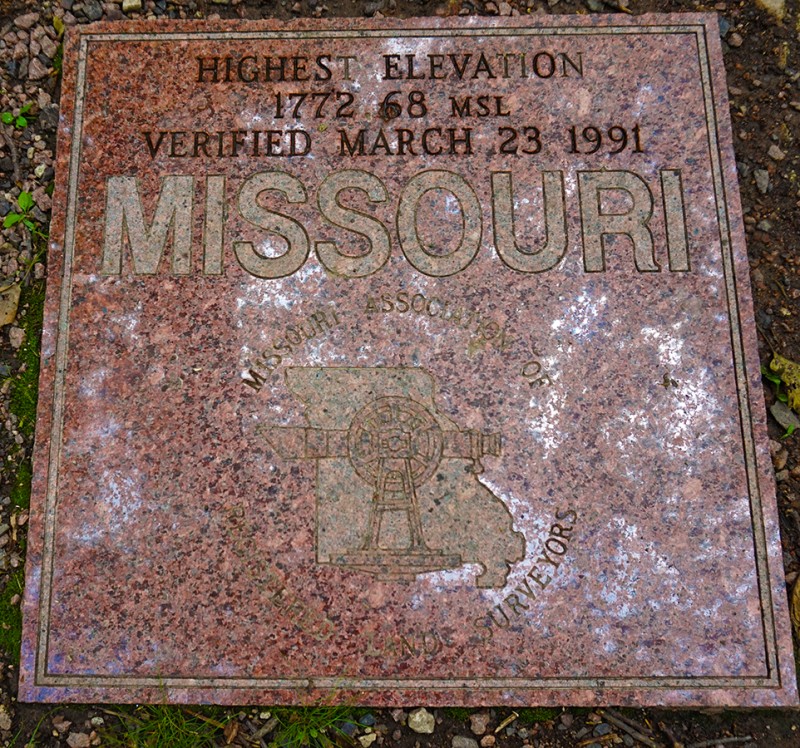 HIGHEST ELEVATION
1772.68 MSL
VERIFIED MARCH 23 1991
MISSOURI
MISSOURI ASSOCIATION OF
LAND SURVEYORS